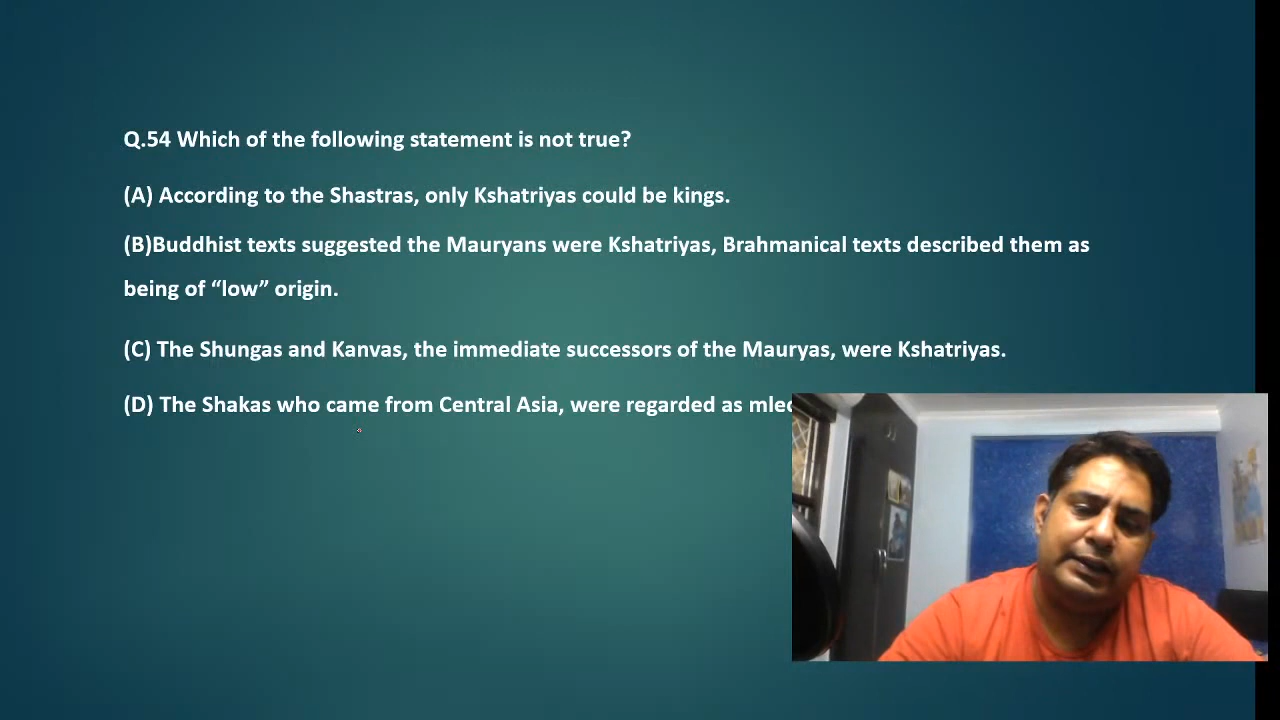 Q.54 Which of the following statement is not true?
(A) According to the Shastras, only Kshatriyas could be kings.
(B)Buddhist texts suggested the Mauryans were Kshatriyas, Brahmanical texts described them as
being of “low” origin.
(C) The Shungas and Kanvas, the immediate successors of the Mauryas, were Kshatriyas.
(D) The Shakas who came from Central Asia, were regarded as